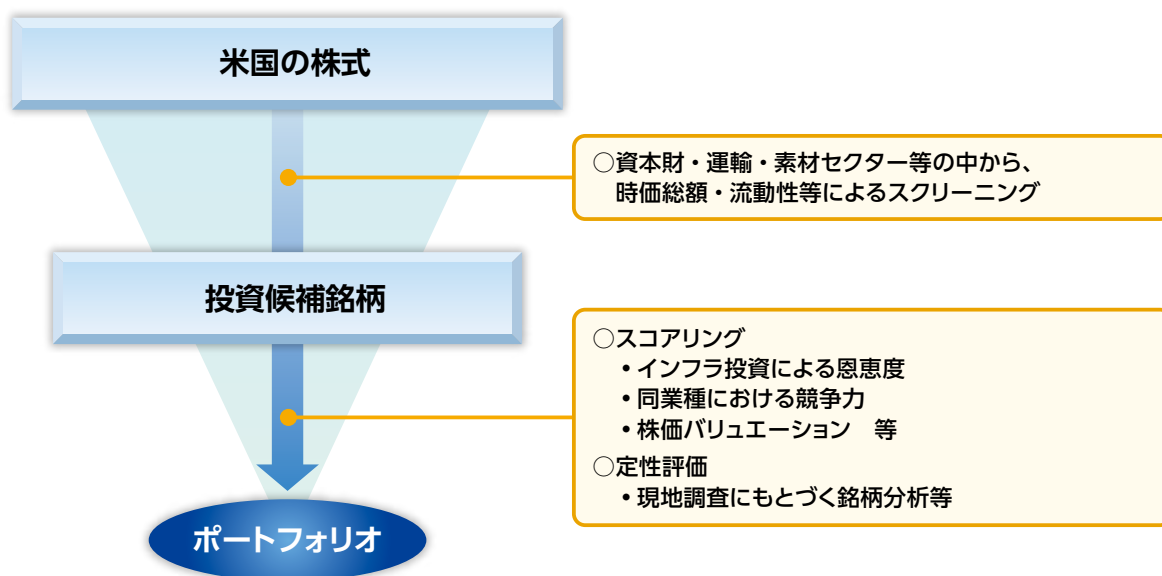 米国の株式
○資本財・運輸・素材セクター等の中から、
時価総額・流動性等によるスクリーニング
投資候補銘柄
○スコアリング
•インフラ投資による恩恵度
•同業種における競争力
•株価バリュエーション　等
○定性評価
•現地調査にもとづく銘柄分析等
ポートフォリオ